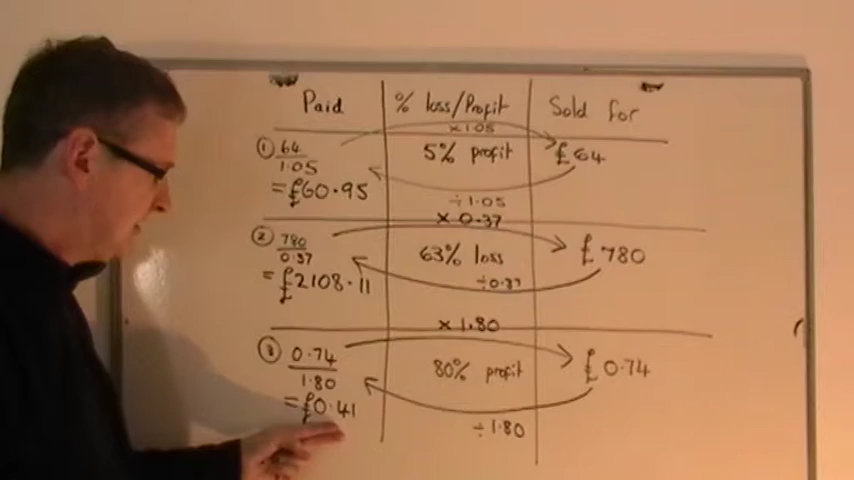 Paid % loss/Profit Sold for
x 1.05
① 64/1.05 5% profit £64
= £60.95
÷ 1.05
x 0.37
② 780/0.37 63% loss £780
= £2108.11
÷ 0.37
x 1.80
③ 0.74/1.80 80% profit £0.74
= £0.41
÷ 1.80